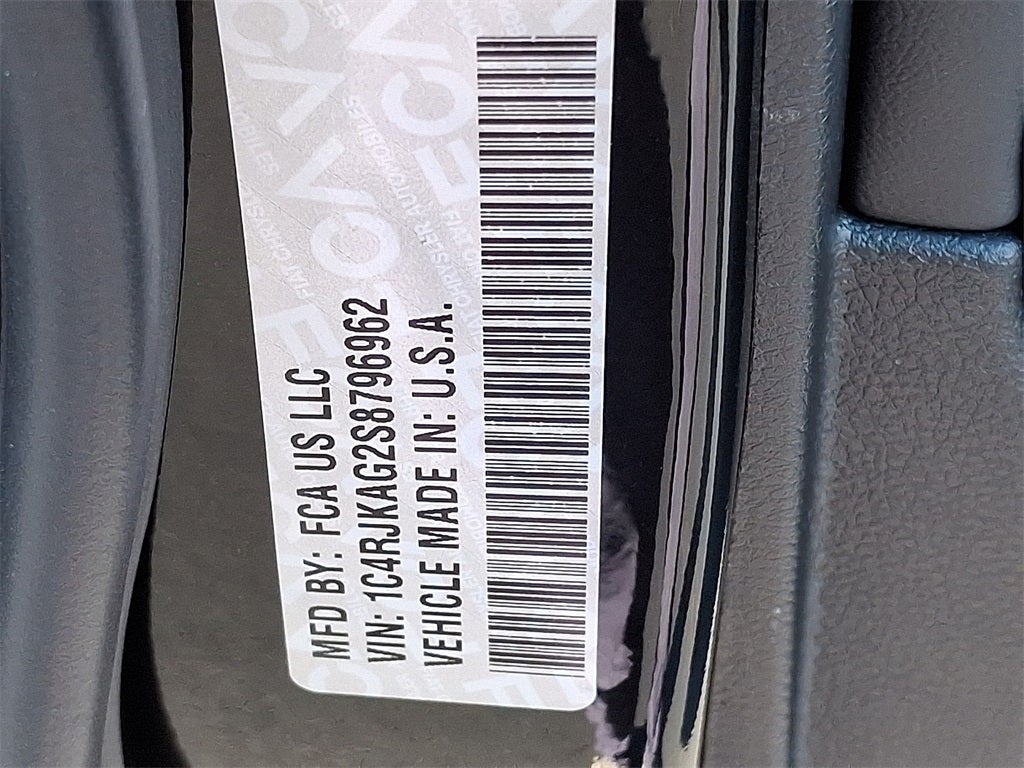 MFD BY: FCA US LLC
VIN: 1C4RJKAG2S8796962
VEHICLE MADE IN: U.S.A.